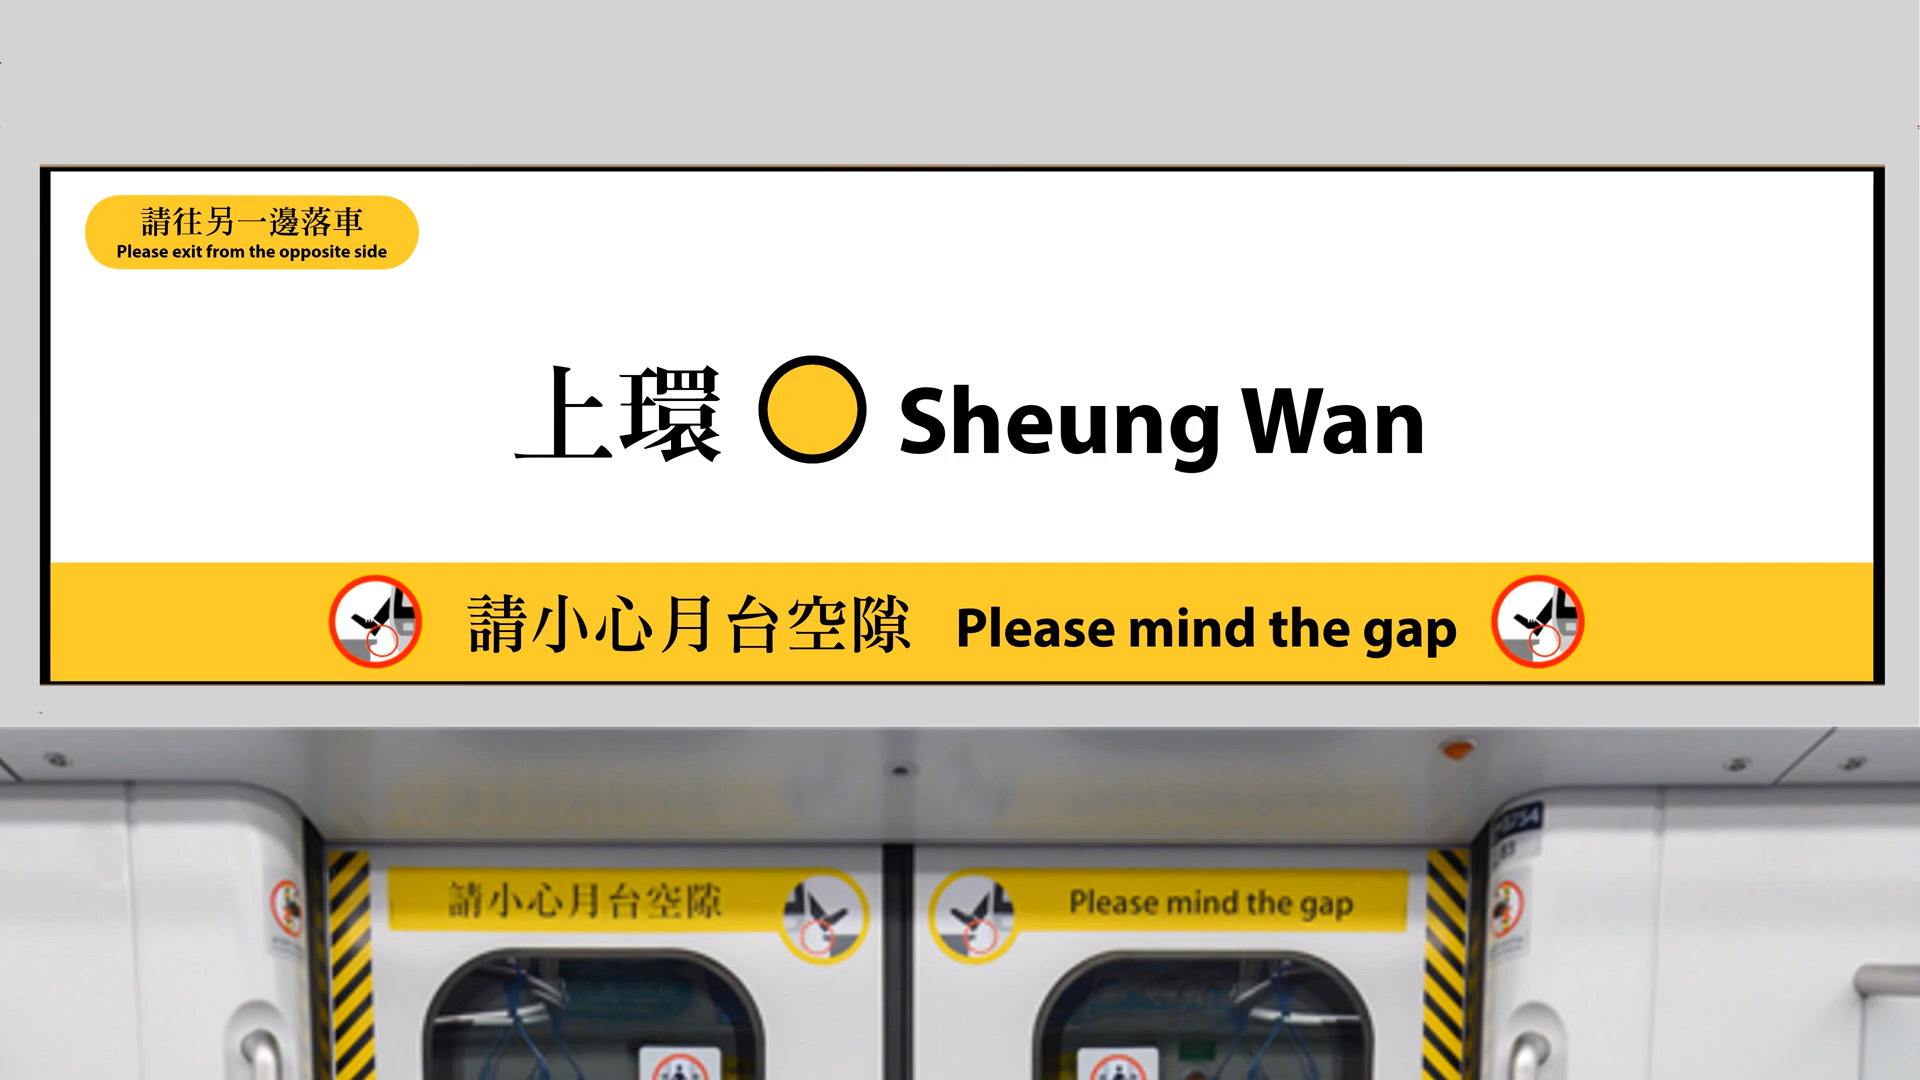 請往另一邊落車
Please exit from the opposite side
上環 Sheung Wan
請小心月台空隙 Please mind the gap
請小心月台空隙
Please mind the gap